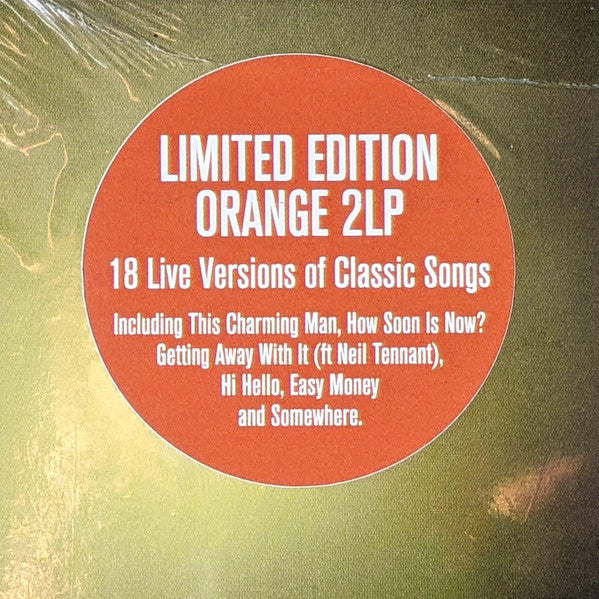 LIMITED EDITION
ORANGE 2LP
18 Live Versions of Classic Songs
Including This Charming Man, How Soon Is Now?
Getting Away With It (ft Neil Tennant),
Hi Hello, Easy Money
and Somewhere.